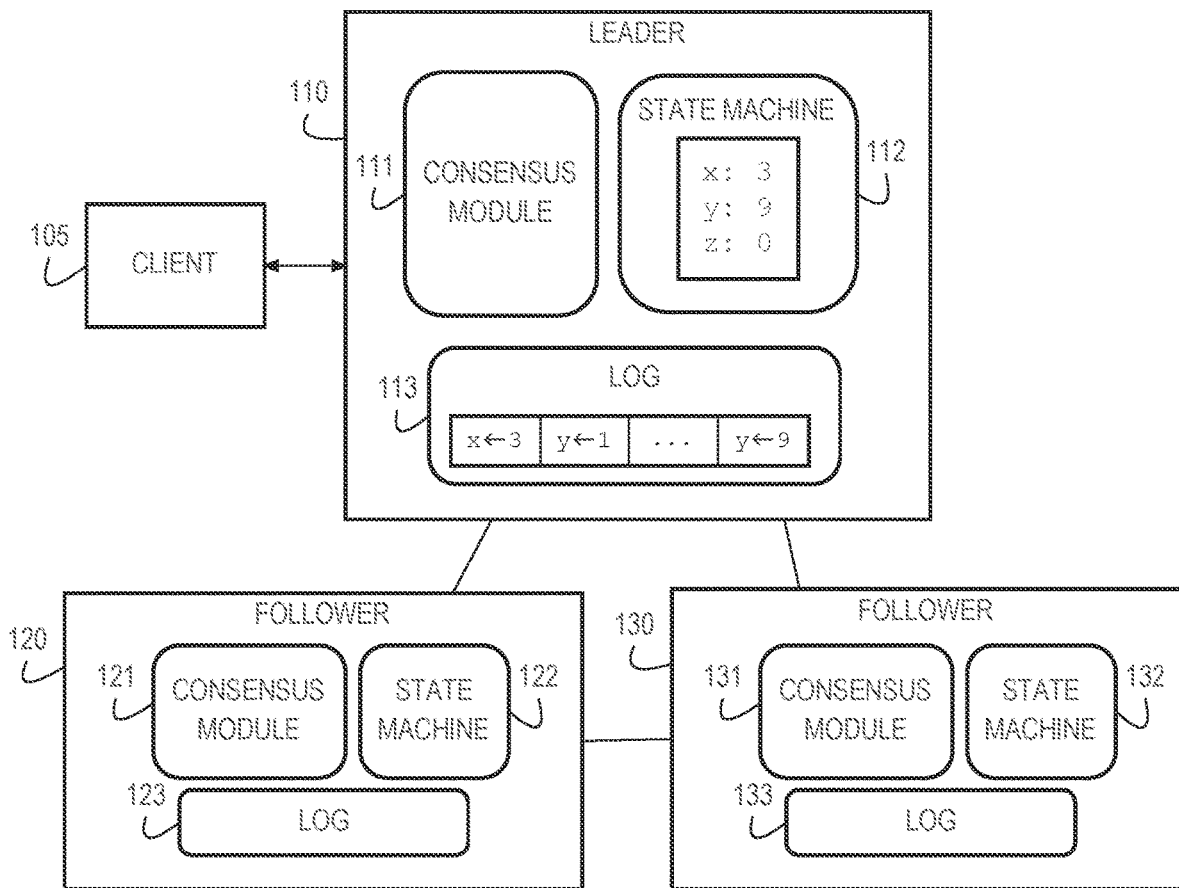 LEADER
110
111
CONSENSUS
MODULE
STATE MACHINE
112
x: 3
y: 9
z: 0
105
CLIENT
113
LOG
x←3 y←1 ... y←9
FOLLOWER
120
121
CONSENSUS
MODULE
STATE
MACHINE
122
123
LOG
FOLLOWER
130
131
CONSENSUS
MODULE
STATE
MACHINE
132
133
LOG